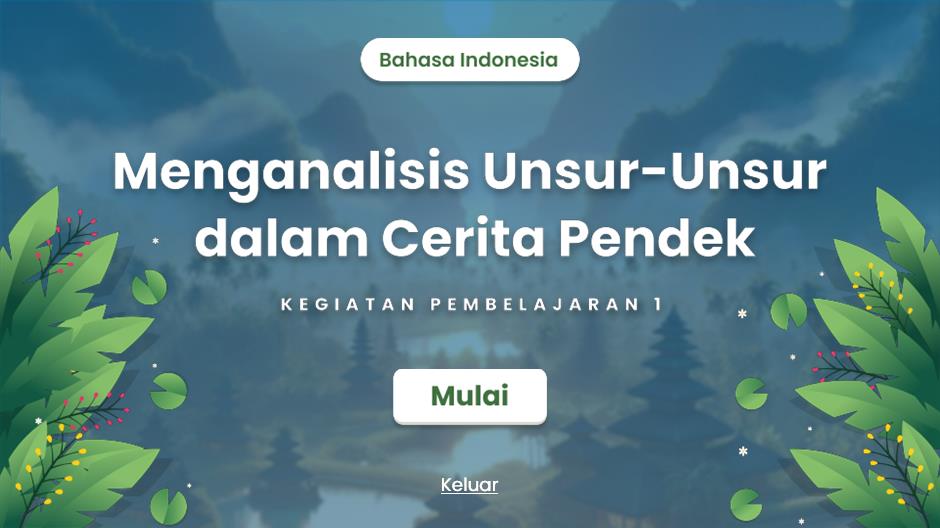 Bahasa Indonesia
Menganalisis Unsur-Unsur
dalam Cerita Pendek
KEGIATAN PEMBELAJARAN 1
Mulai
Keluar